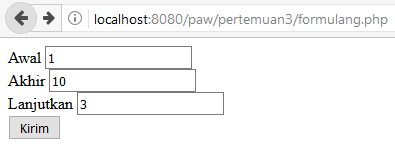 localhost:8080/paw/pertemuan3/formulang.php
Awal 1
Akhir 10
Lanjutkan 3
Kirim